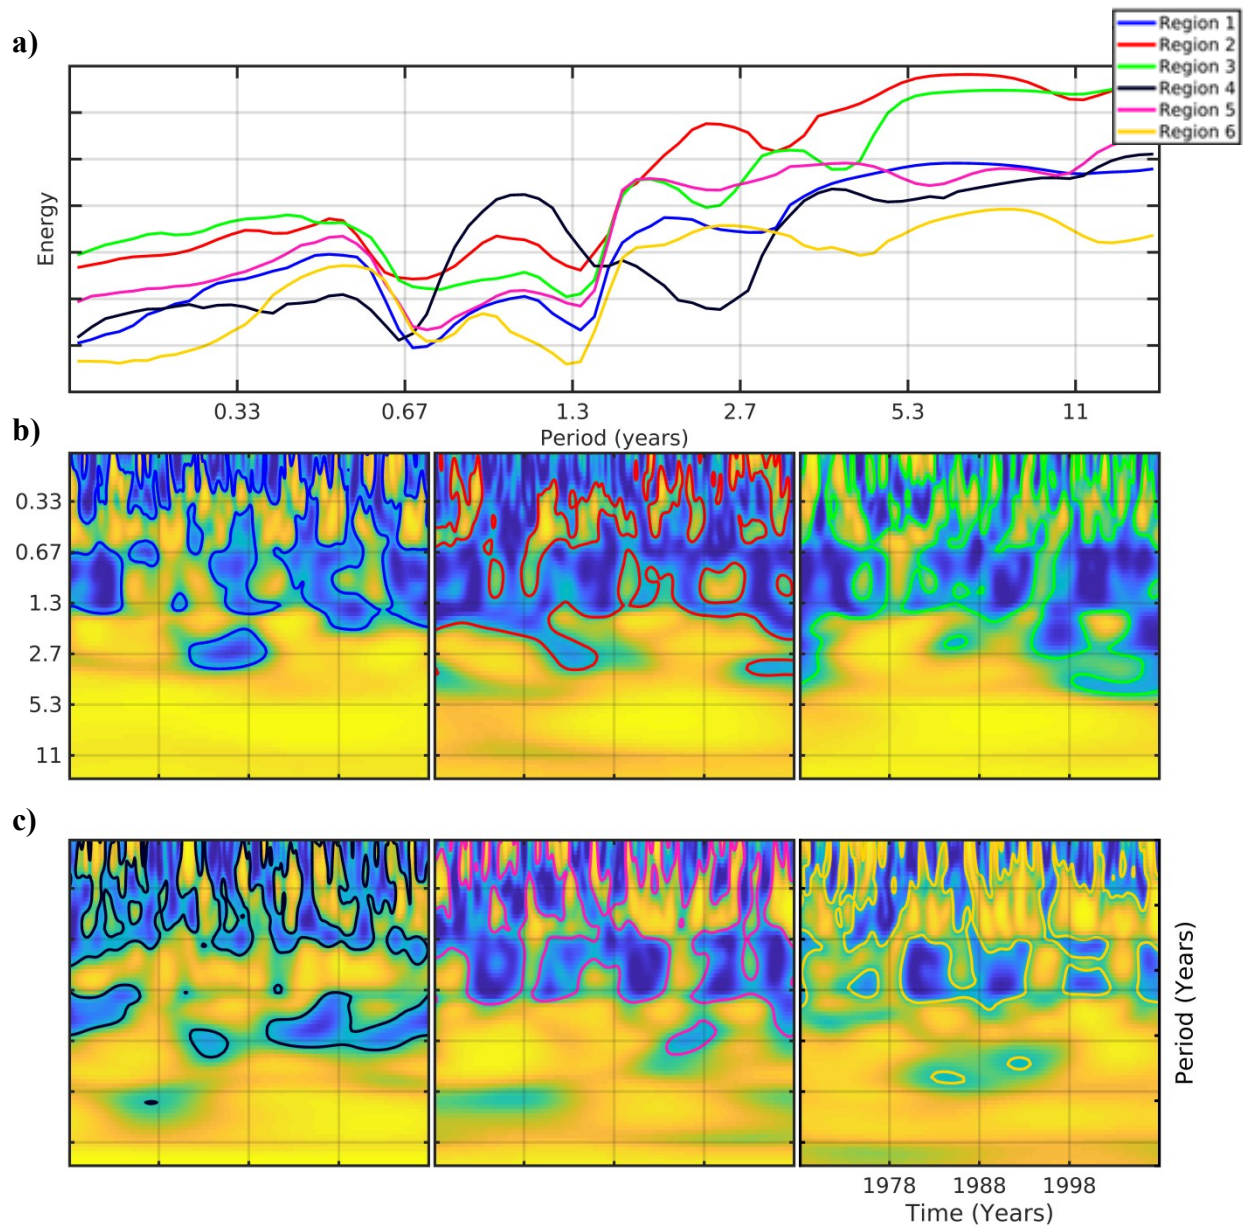 a)
Region 1
Region 2
Region 3
Region 4
Region 5
Region 6
Energy
0.33 0.67 1.3 2.7 5.3 11
Period (years)
b)
0.33
0.67
1.3
2.7
5.3
11
c)
Period (Years)
1978 1988 1998
Time (Years)